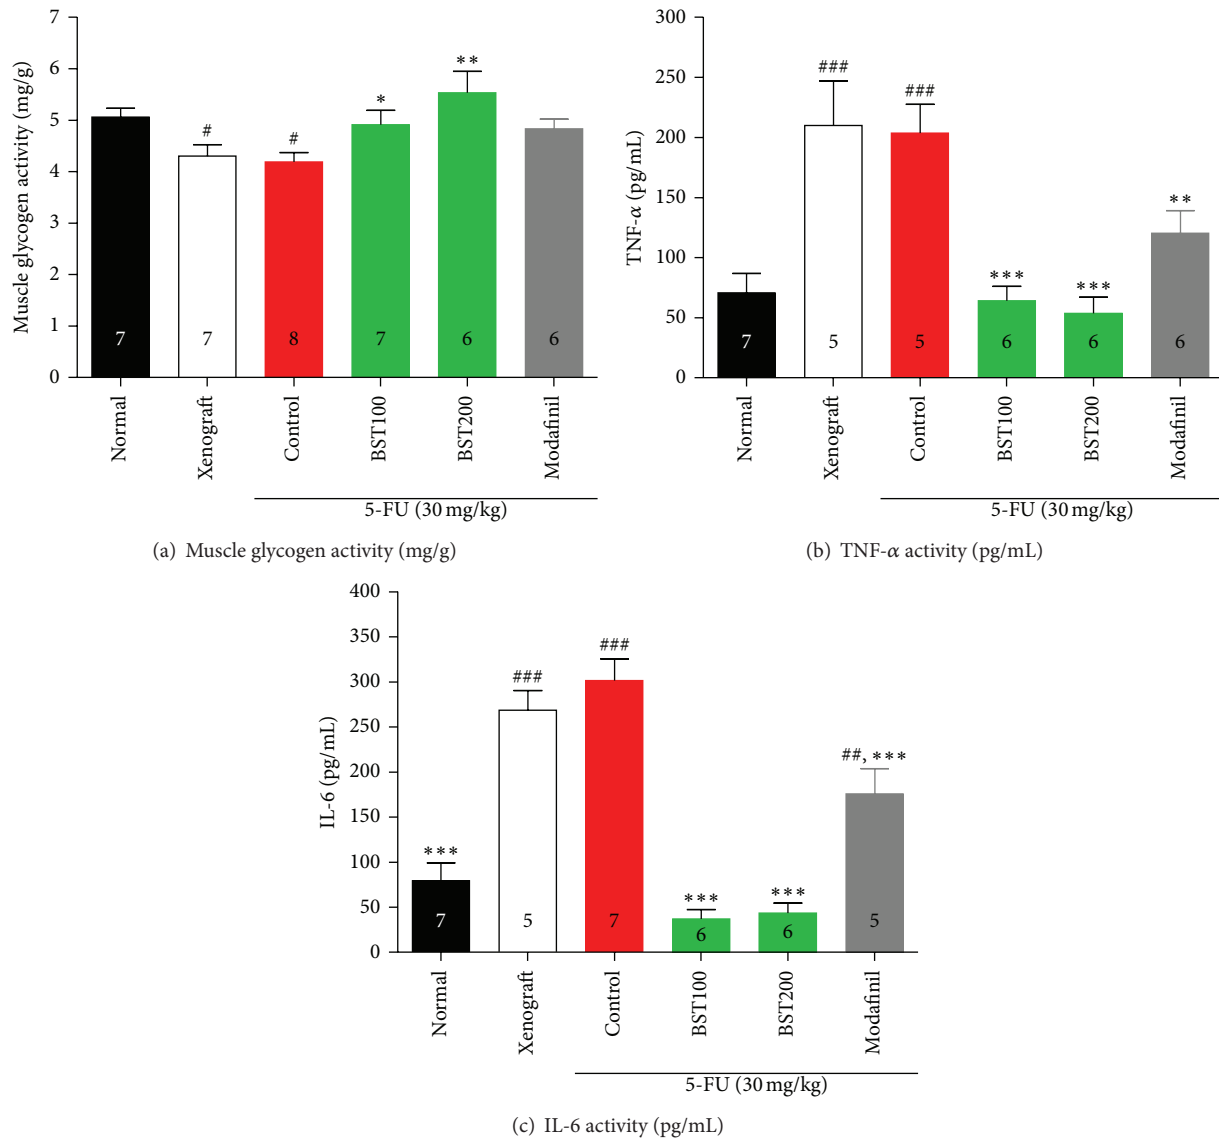 7
6
5
4
3
2
1
0
Muscle glycogen activity (mg/g)
#
#
*
**
7
7
8
7
6
6
Normal
Xenograft
Control
BST100
BST200
Modafinil
5-FU (30 mg/kg)
(a) Muscle glycogen activity (mg/g)
300
250
200
150
100
50
0
TNF-α (pg/mL)
###
###
***
***
**
7
5
5
6
6
6
Normal
Xenograft
Control
BST100
BST200
Modafinil
5-FU (30 mg/kg)
(b) TNF-α activity (pg/mL)
400
350
300
250
200
150
100
50
0
IL-6 (pg/mL)
***
###
###
***
***
##, ***
7
5
7
6
6
5
Normal
Xenograft
Control
BST100
BST200
Modafinil
5-FU (30 mg/kg)
(c) IL-6 activity (pg/mL)